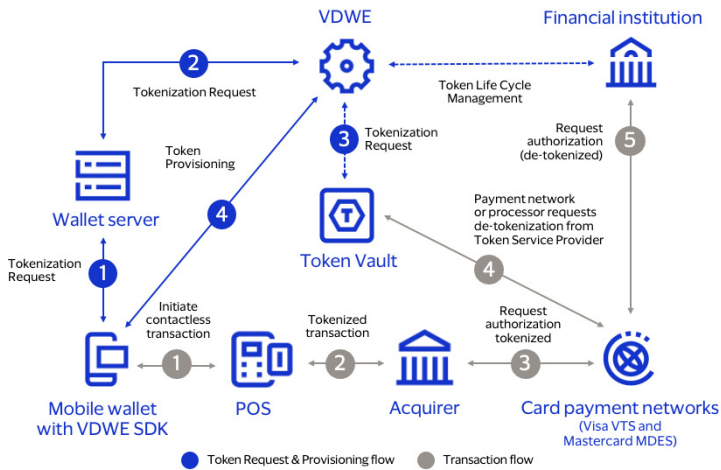 VDWE
Financial institution
2
Tokenization Request
Token Life Cycle
Management
Token
Provisioning
3
Tokenization
Request
Request
authorization
(de-tokenized)
5
Wallet server
4
T
Token Vault
Payment network
or processor requests
de-tokenization from
Token Service Provider
4
Tokenization
Request
1
Initiate
contactless
transaction
Tokenized
transaction
Request
authorization
tokenized
1
2
3
Mobile wallet
with VDWE SDK
POS
Acquirer
Card payment networks
(Visa VTS and
Mastercard MDES)
Token Request & Provisioning flow
Transaction flow